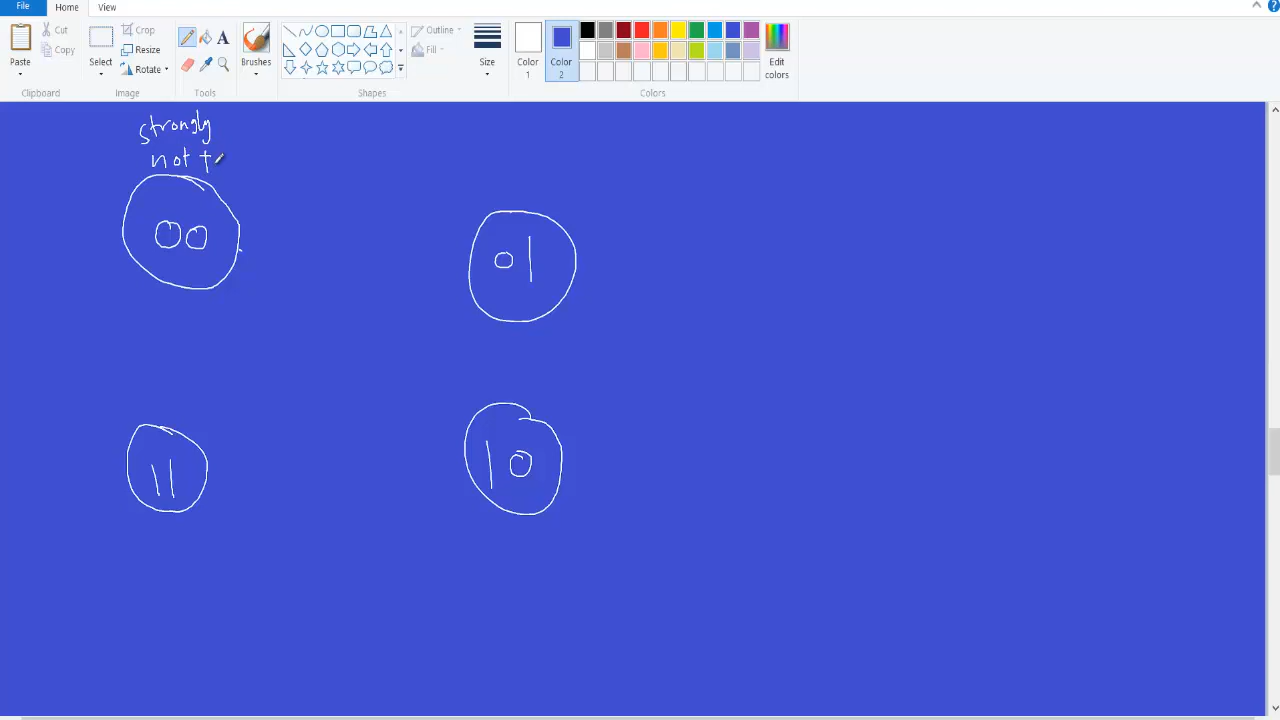 File
Home
View
Paste
Cut
Copy
Clipboard
Select
Crop
Resize
Rotate
Image
A
Tools
Brushes
Shapes
Outline
Fill
Size
Color
1
Color
2
Edit
colors
Colors
strongly
not t
00
01
11
10